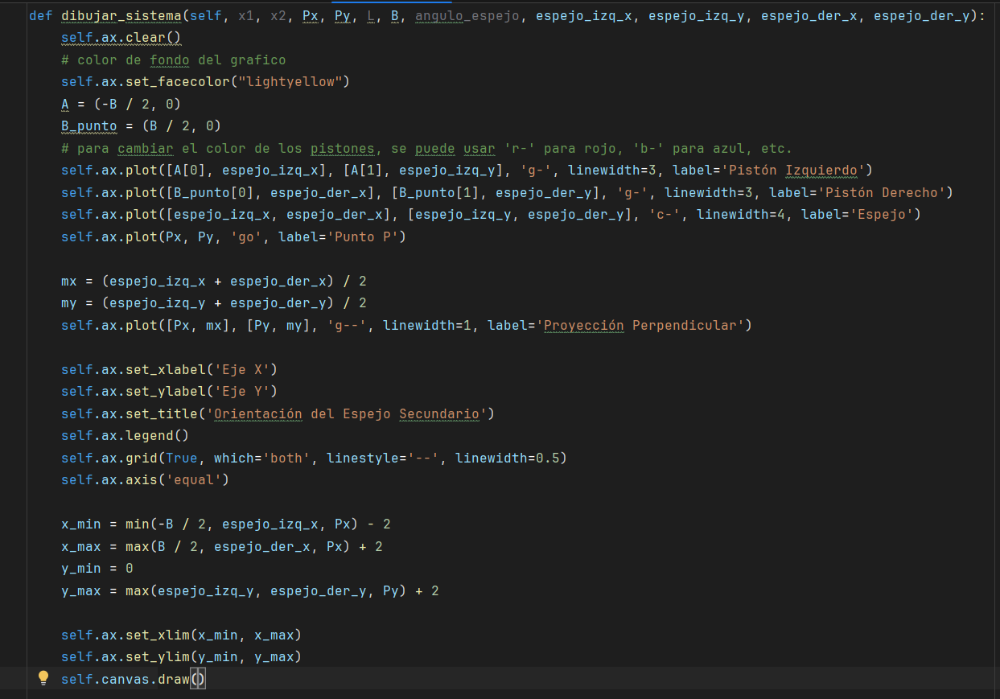 def dibujar_sistema(self, x1, x2, Px, Py, L, B, angulo_espejo, espejo_izq_x, espejo_izq_y, espejo_der_x, espejo_der_y):
    self.ax.clear()
    # color de fondo del grafico
    self.ax.set_facecolor("lightyellow")
    A = (-B / 2, 0)
    B_punto = (B / 2, 0)
    # para cambiar el color de los pistones, se puede usar 'r-' para rojo, 'b-' para azul, etc.
    self.ax.plot([A[0], espejo_izq_x], [A[1], espejo_izq_y], 'g-', linewidth=3, label='Pistón Izquierdo')
    self.ax.plot([B_punto[0], espejo_der_x], [B_punto[1], espejo_der_y], 'g-', linewidth=3, label='Pistón Derecho')
    self.ax.plot([espejo_izq_x, espejo_der_x], [espejo_izq_y, espejo_der_y], 'c-', linewidth=4, label='Espejo')
    self.ax.plot(Px, Py, 'go', label='Punto P')

    mx = (espejo_izq_x + espejo_der_x) / 2
    my = (espejo_izq_y + espejo_der_y) / 2
    self.ax.plot([Px, mx], [Py, my], 'g--', linewidth=1, label='Proyección Perpendicular')

    self.ax.set_xlabel('Eje X')
    self.ax.set_ylabel('Eje Y')
    self.ax.set_title('Orientación del Espejo Secundario')
    self.ax.legend()
    self.ax.grid(True, which='both', linestyle='--', linewidth=0.5)
    self.ax.axis('equal')

    x_min = min(-B / 2, espejo_izq_x, Px) - 2
    x_max = max(B / 2, espejo_der_x, Px) + 2
    y_min = 0
    y_max = max(espejo_izq_y, espejo_der_y, Py) + 2

    self.ax.set_xlim(x_min, x_max)
    self.ax.set_ylim(y_min, y_max)
    self.canvas.draw()